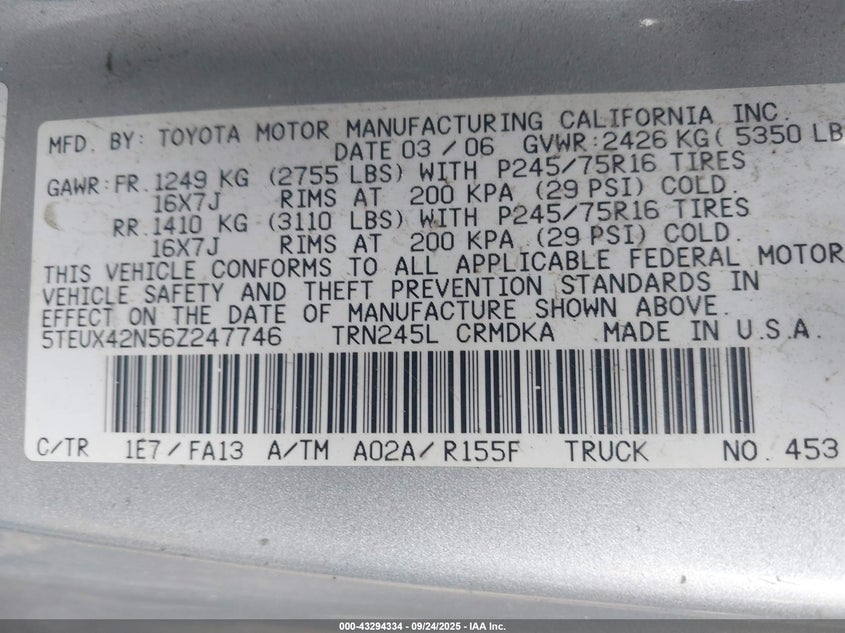 MFD. BY: TOYOTA MOTOR MANUFACTURING CALIFORNIA INC.
DATE 03 / 06 GVWR: 2426 KG ( 5350 LB
GAWR: FR. 1249 KG (2755 LBS) WITH P245/75R16 TIRES
16X7J RIMS AT 200 KPA (29 PSI) COLD.
RR. 1410 KG (3110 LBS) WITH P245/75R16 TIRES
16X7J RIMS AT 200 KPA (29 PSI) COLD.
THIS VEHICLE CONFORMS TO ALL APPLICABLE FEDERAL MOTOR
VEHICLE SAFETY AND THEFT PREVENTION STANDARDS IN
EFFECT ON THE DATE OF MANUFACTURE SHOWN ABOVE.
5TEUX42N56Z247746 TRN245L CRMDKA MADE IN U.S.A.
C/TR 1E7 / FA13 A/TM A02A / R155F TRUCK NO. 453
000-43294334 - 09/24/2025 - IAA Inc.